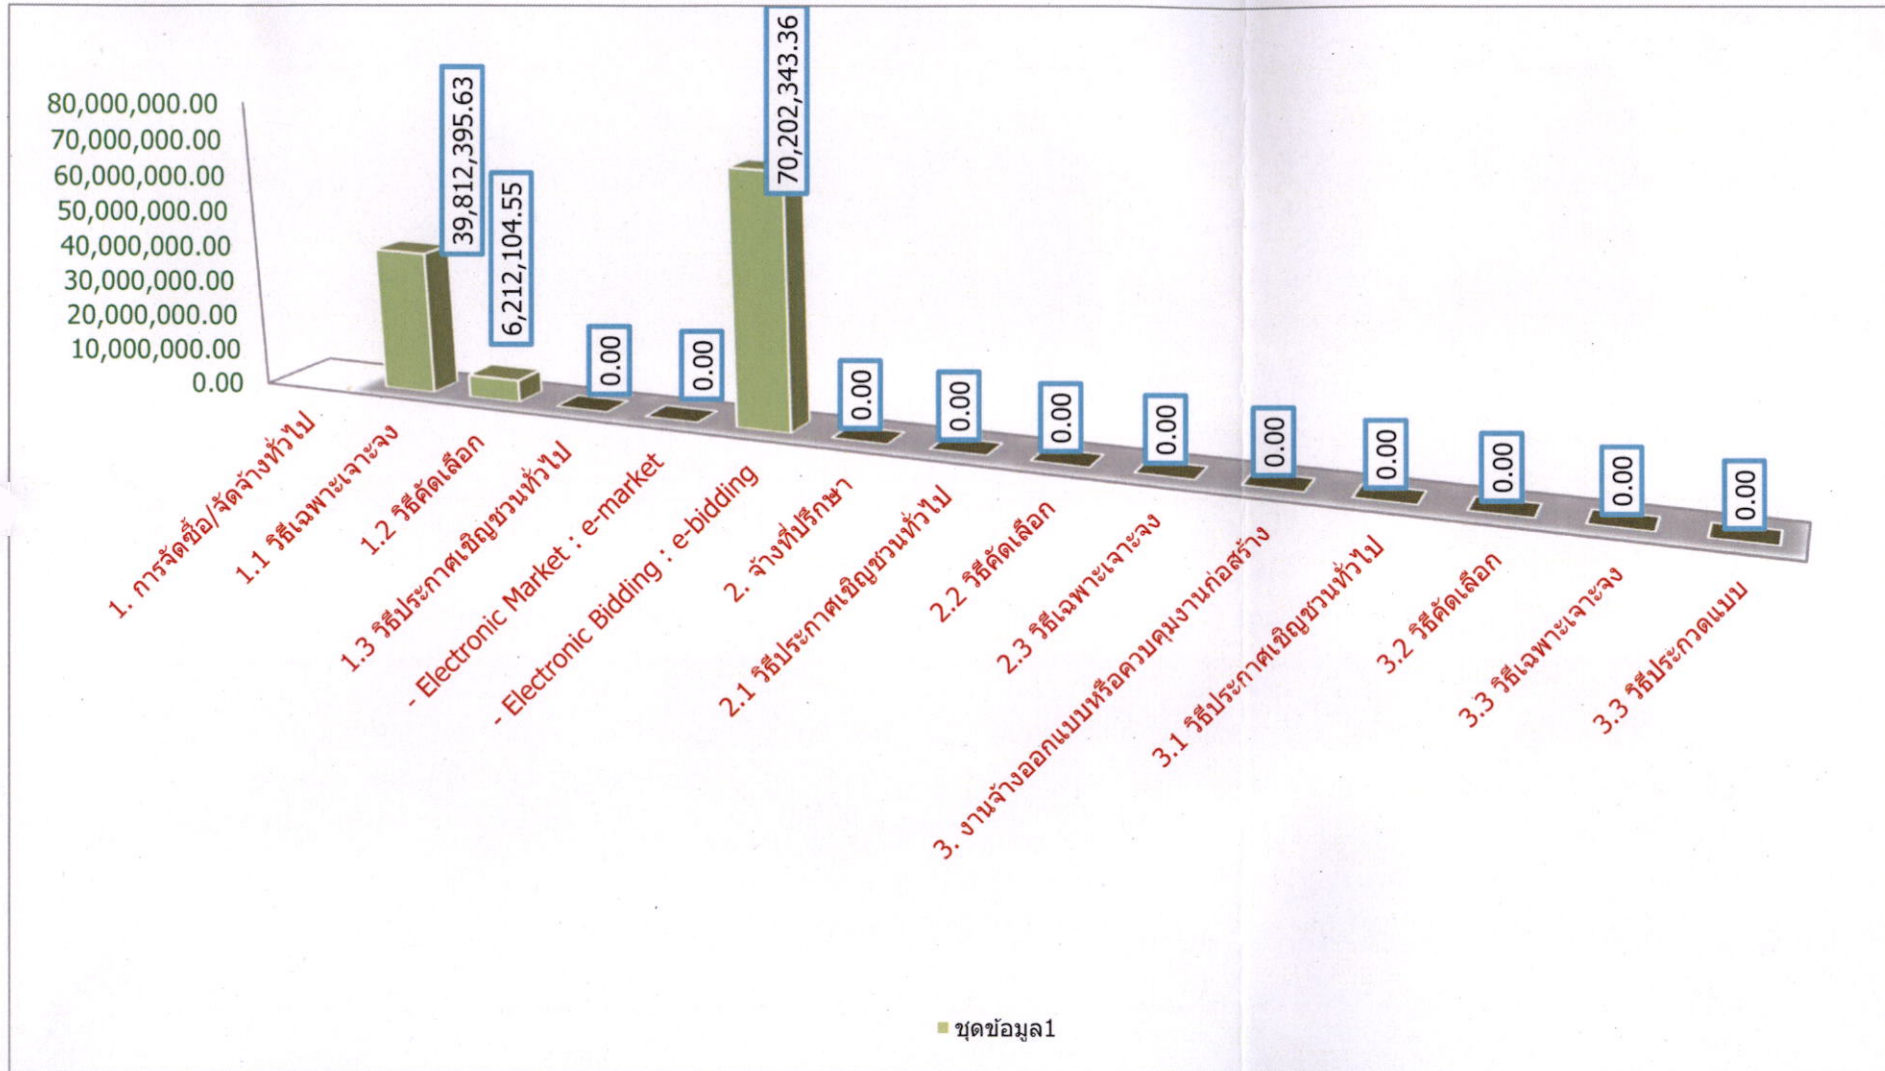 80,000,000.00
70,000,000.00
60,000,000.00
50,000,000.00
40,000,000.00
30,000,000.00
20,000,000.00
10,000,000.00
0.00
39,812,395.63
6,212,104.55
0.00
0.00
70,202,343.36
0.00
0.00
0.00
0.00
0.00
0.00
0.00
0.00
0.00
1. การจัดซื้อ/จัดจ้างทั่วไป
1.1 วิธีเฉพาะเจาะจง
1.2 วิธีคัดเลือก
1.3 วิธีประกาศเชิญชวนทั่วไป
- Electronic Market : e-market
- Electronic Bidding : e-bidding
2. จ้างที่ปรึกษา
2.1 วิธีประกาศเชิญชวนทั่วไป
2.2 วิธีคัดเลือก
2.3 วิธีเฉพาะเจาะจง
3. งานจ้างออกแบบหรือควบคุมงานก่อสร้าง
3.1 วิธีประกาศเชิญชวนทั่วไป
3.2 วิธีคัดเลือก
3.3 วิธีเฉพาะเจาะจง
3.3 วิธีประกวดแบบ
ชุดข้อมูล1